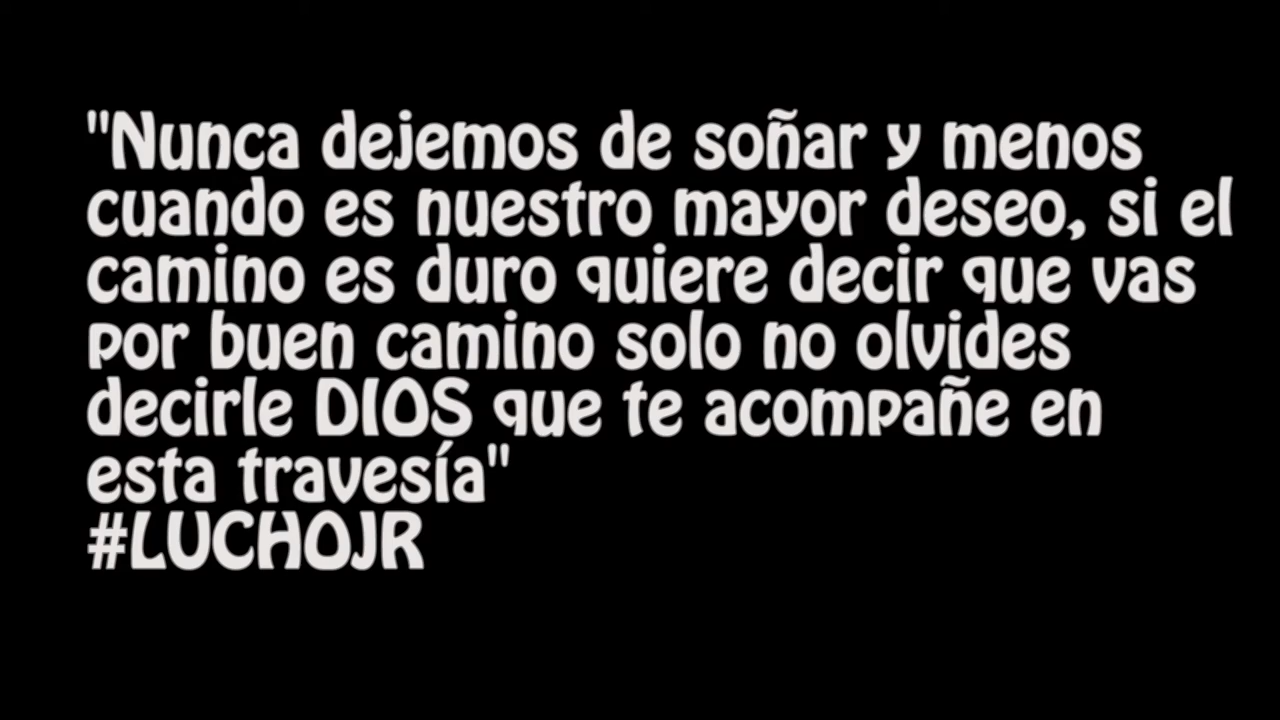 "Nunca dejemos de soñar y menos
cuando es nuestro mayor deseo, si el
camino es duro quiere decir que vas
por buen camino solo no olvides
decirle DIOS que te acompañe en
esta travesía"
#LUCHOJR